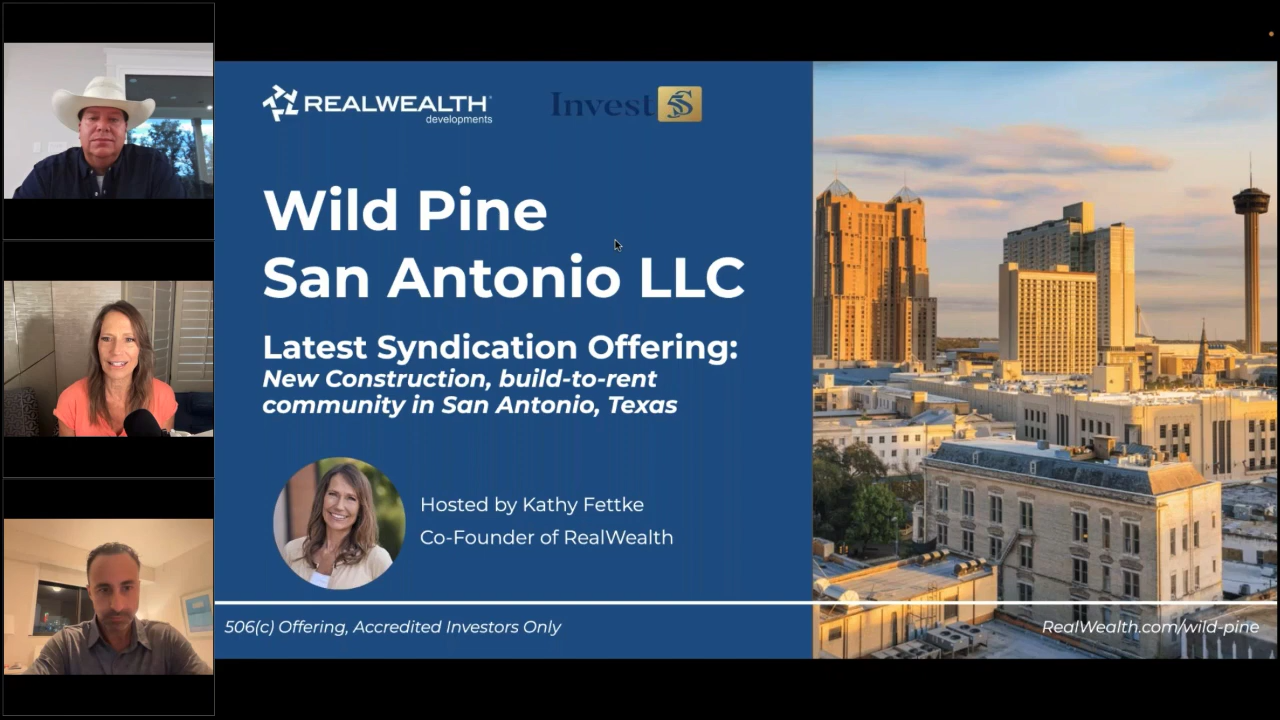 REALWEALTH®
developments
Invest S
Wild Pine
San Antonio LLC
Latest Syndication Offering:
New Construction, build-to-rent
community in San Antonio, Texas
Hosted by Kathy Fettke
Co-Founder of RealWealth
506(c) Offering, Accredited Investors Only
RealWealth.com/wild-pine